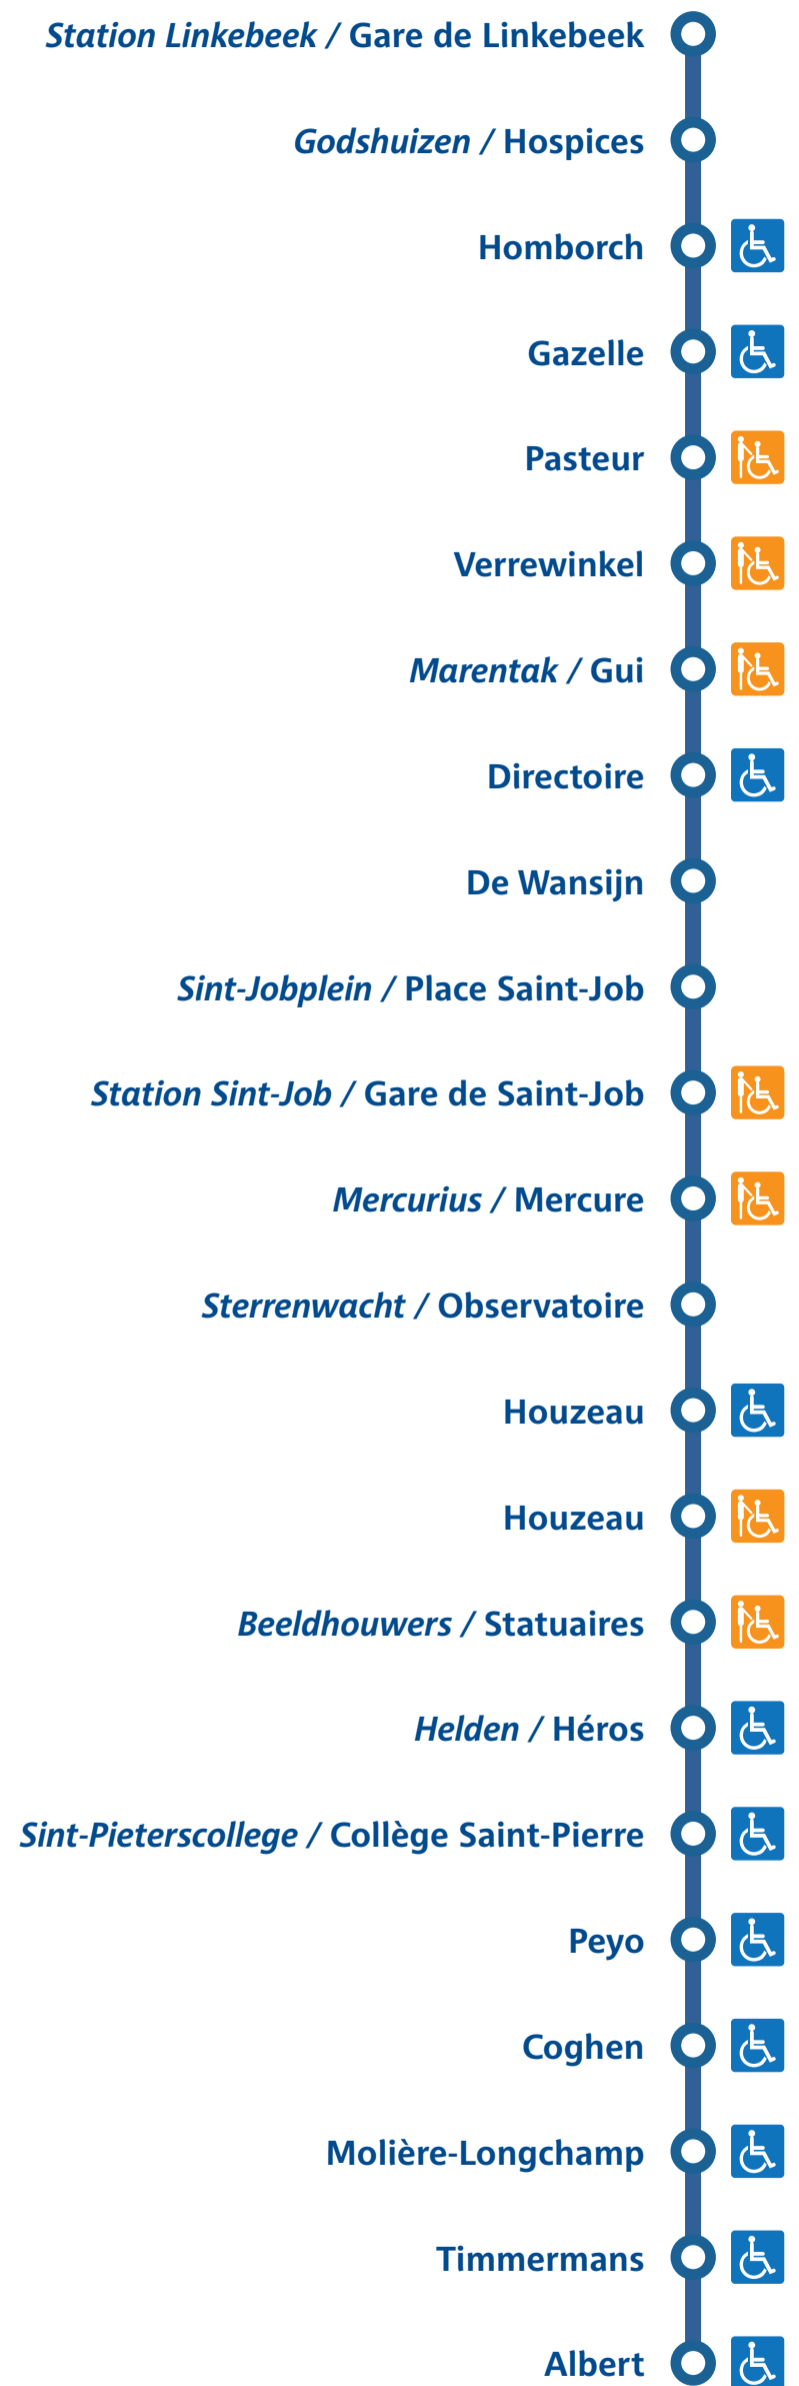 Station Linkebeek / Gare de Linkebeek
Godshuizen / Hospices
Homborch
Gazelle
Pasteur
Verrewinkel
Marentak / Gui
Directoire
De Wansijn
Sint-Jobplein / Place Saint-Job
Station Sint-Job / Gare de Saint-Job
Mercurius / Mercure
Sterrenwacht / Observatoire
Houzeau
Houzeau
Beeldhouwers / Statuaires
Helden / Héros
Sint-Pieterscollege / Collège Saint-Pierre
Peyo
Coghen
Molière-Longchamp
Timmermans
Albert